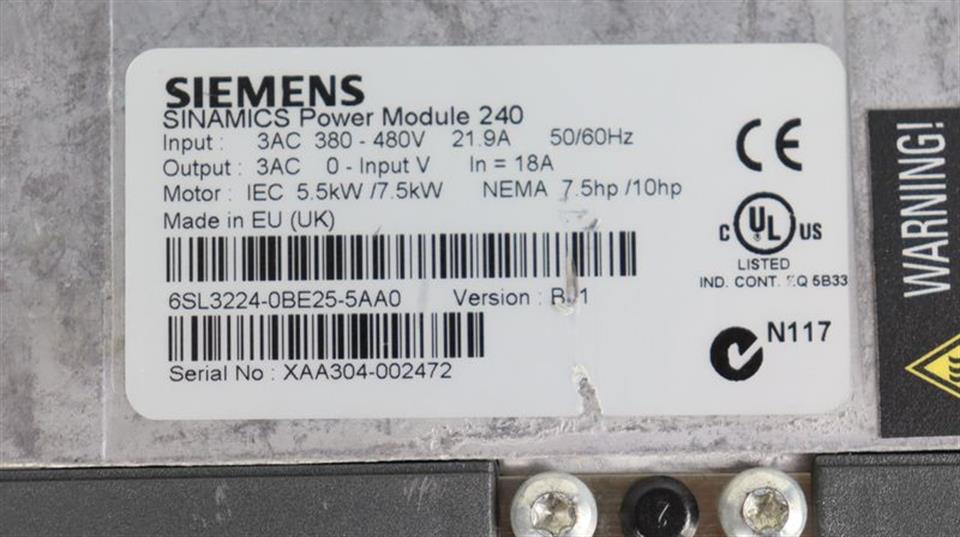 SIEMENS
SINAMICS Power Module 240
Input : 3AC 380 - 480V 21.9A 50/60Hz
Output : 3AC 0 - Input V In = 18A
Motor : IEC 5.5kW /7.5kW NEMA 7.5hp /10hp
Made in EU (UK)
6SL3224-0BE25-5AA0 Version :
Serial No : XAA304-002472
CE
C UL US
LISTED
IND. CONT. EQ 5B33
N117
WARNING!